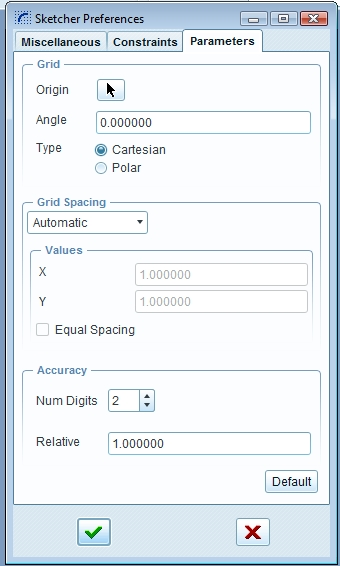 Sketcher Preferences
Miscellaneous Constraints Parameters
Grid
Origin
Angle 0.000000
Type Cartesian
Polar
Grid Spacing
Automatic
Values
X 1.000000
Y 1.000000
Equal Spacing
Accuracy
Num Digits 2
Relative 1.000000
Default